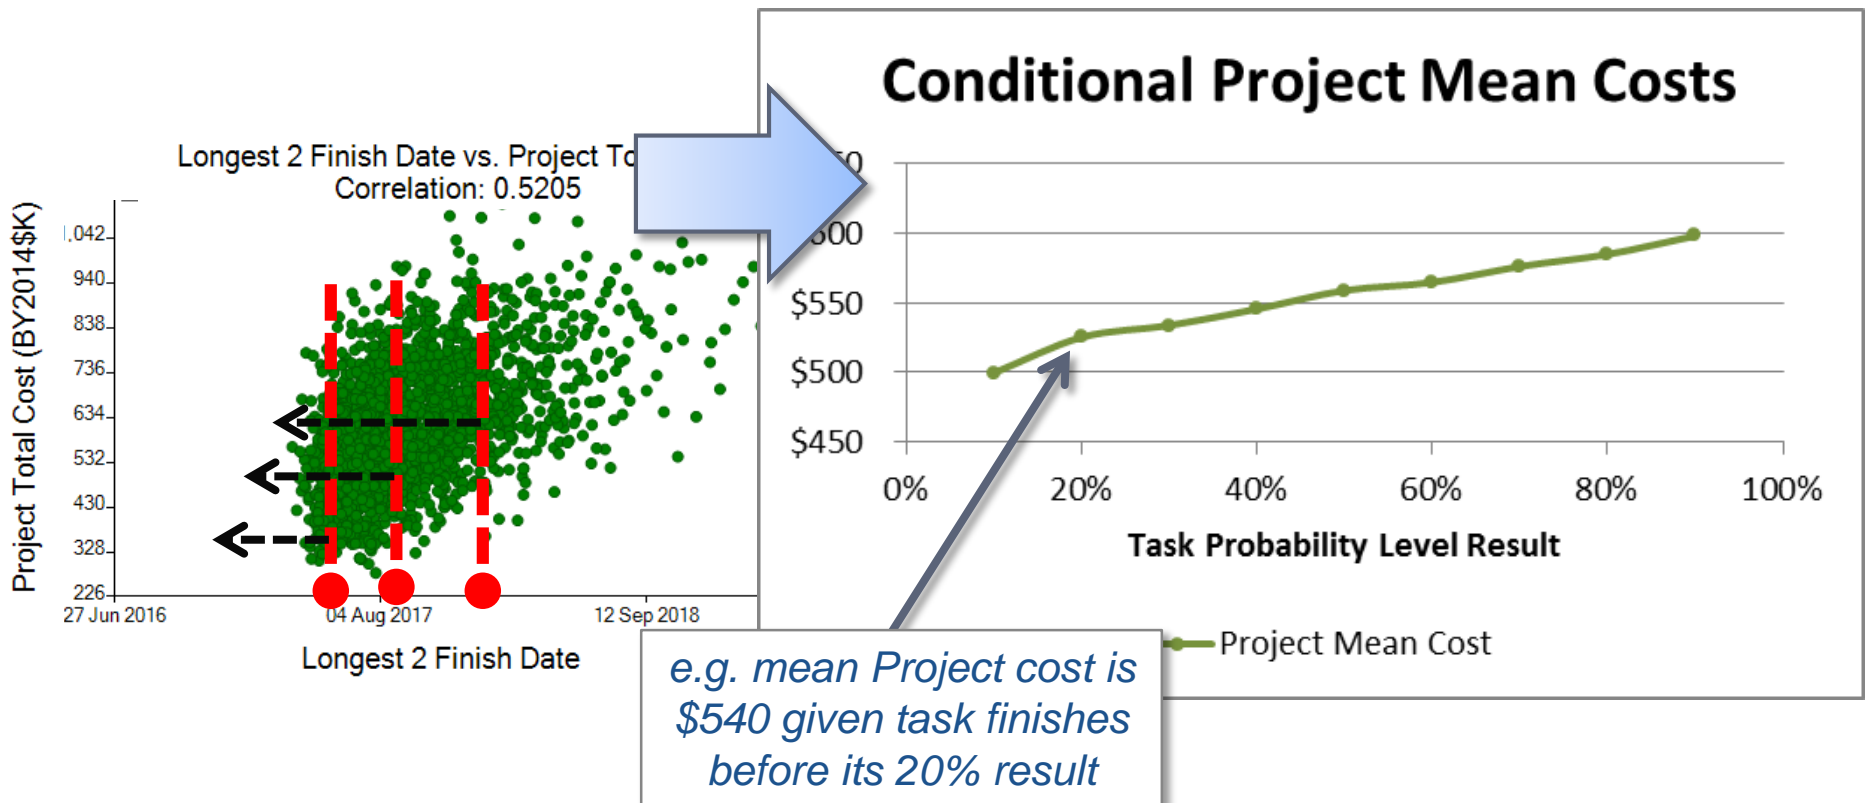 Longest 2 Finish Date vs. Project To
Correlation: 0.5205
Project Total Cost (BY2014$K)
,042
940
838
736
634
532
430
328
226
27 Jun 2016
04 Aug 2017
12 Sep 2018
Longest 2 Finish Date
Conditional Project Mean Costs
$550
$500
$450
0%
20%
40%
60%
80%
100%
Task Probability Level Result
Project Mean Cost
e.g. mean Project cost is
$540 given task finishes
before its 20% result